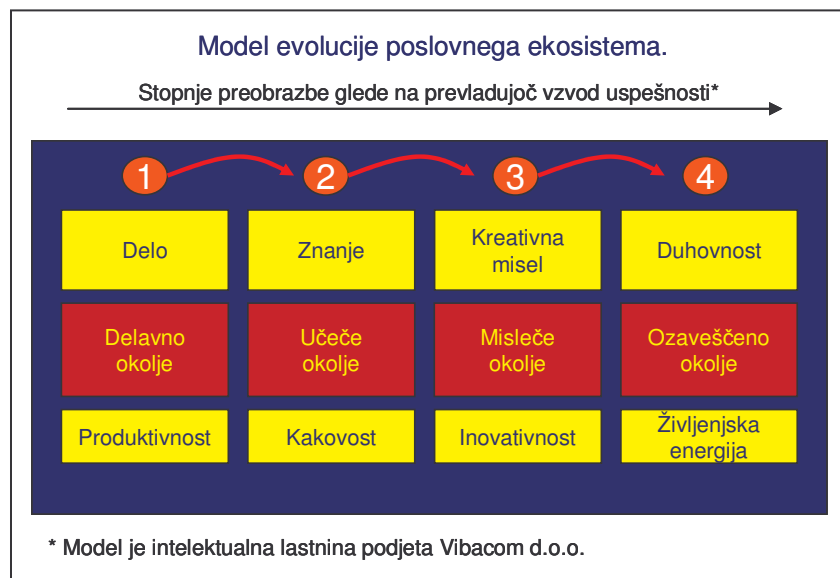 Model evolucije poslovnega ekosistema.
Stopnje preobrazbe glede na prevladujoč vzvod uspešnosti*
1 2 3 4
Delo
Znanje
Kreativna
misel
Duhovnost
Delavno
okolje
Učeče
okolje
Misleče
okolje
Ozaveščeno
okolje
Produktivnost
Kakovost
Inovativnost
Življenjska
energija
* Model je intelektualna lastnina podjeta Vibacom d.o.o.